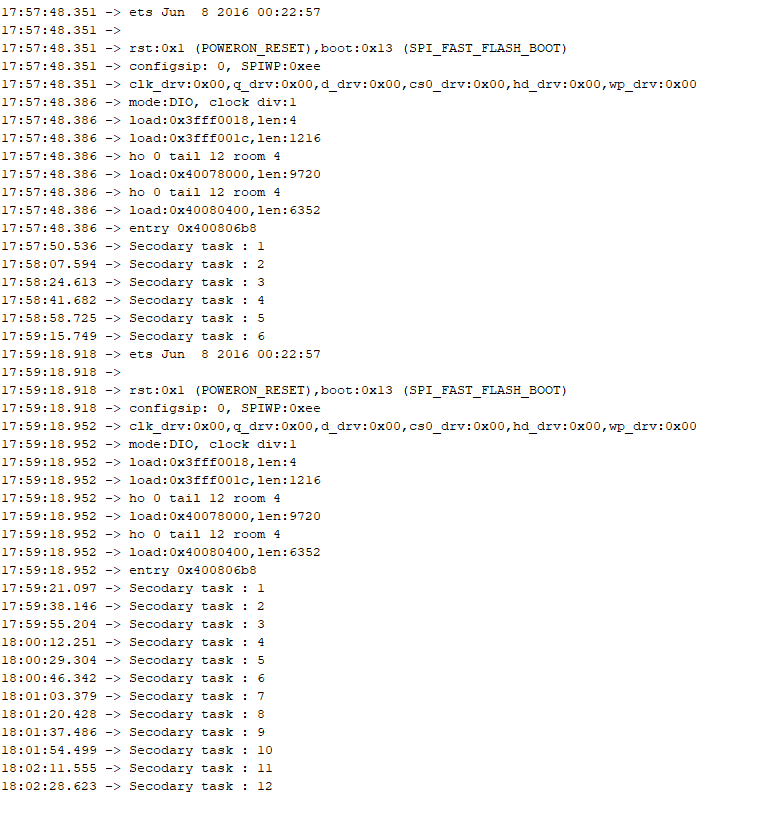 17:57:48.351 -> ets Jun  8 2016 00:22:57
17:57:48.351 ->
17:57:48.351 -> rst:0x1 (POWERON_RESET),boot:0x13 (SPI_FAST_FLASH_BOOT)
17:57:48.351 -> configsip: 0, SPIWP:0xee
17:57:48.351 -> clk_drv:0x00,q_drv:0x00,d_drv:0x00,cs0_drv:0x00,hd_drv:0x00,wp_drv:0x00
17:57:48.386 -> mode:DIO, clock div:1
17:57:48.386 -> load:0x3fff0018,len:4
17:57:48.386 -> load:0x3fff001c,len:1216
17:57:48.386 -> ho 0 tail 12 room 4
17:57:48.386 -> load:0x40078000,len:9720
17:57:48.386 -> ho 0 tail 12 room 4
17:57:48.386 -> load:0x40080400,len:6352
17:57:48.386 -> entry 0x400806b8
17:57:50.536 -> Secodary task : 1
17:58:07.594 -> Secodary task : 2
17:58:24.613 -> Secodary task : 3
17:58:41.682 -> Secodary task : 4
17:58:58.725 -> Secodary task : 5
17:59:15.749 -> Secodary task : 6
17:59:18.918 -> ets Jun  8 2016 00:22:57
17:59:18.918 ->
17:59:18.918 -> rst:0x1 (POWERON_RESET),boot:0x13 (SPI_FAST_FLASH_BOOT)
17:59:18.918 -> configsip: 0, SPIWP:0xee
17:59:18.952 -> clk_drv:0x00,q_drv:0x00,d_drv:0x00,cs0_drv:0x00,hd_drv:0x00,wp_drv:0x00
17:59:18.952 -> mode:DIO, clock div:1
17:59:18.952 -> load:0x3fff0018,len:4
17:59:18.952 -> load:0x3fff001c,len:1216
17:59:18.952 -> ho 0 tail 12 room 4
17:59:18.952 -> load:0x40078000,len:9720
17:59:18.952 -> ho 0 tail 12 room 4
17:59:18.952 -> load:0x40080400,len:6352
17:59:18.952 -> entry 0x400806b8
17:59:21.097 -> Secodary task : 1
17:59:38.146 -> Secodary task : 2
17:59:55.204 -> Secodary task : 3
18:00:12.251 -> Secodary task : 4
18:00:29.304 -> Secodary task : 5
18:00:46.342 -> Secodary task : 6
18:01:03.379 -> Secodary task : 7
18:01:20.428 -> Secodary task : 8
18:01:37.486 -> Secodary task : 9
18:01:54.499 -> Secodary task : 10
18:02:11.555 -> Secodary task : 11
18:02:28.623 -> Secodary task : 12